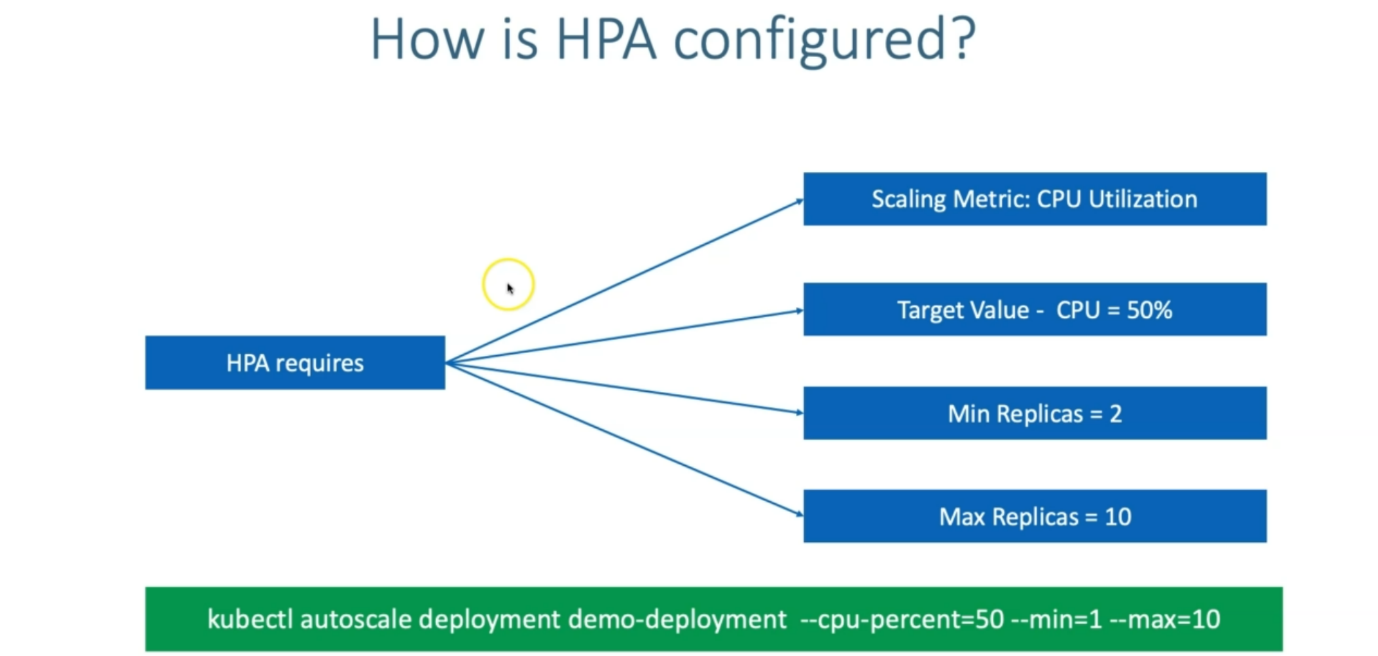 How is HPA configured?
Scaling Metric: CPU Utilization
Target Value - CPU = 50%
HPA requires
Min Replicas = 2
Max Replicas = 10
kubectl autoscale deployment demo-deployment --cpu-percent=50 --min=1 --max=10